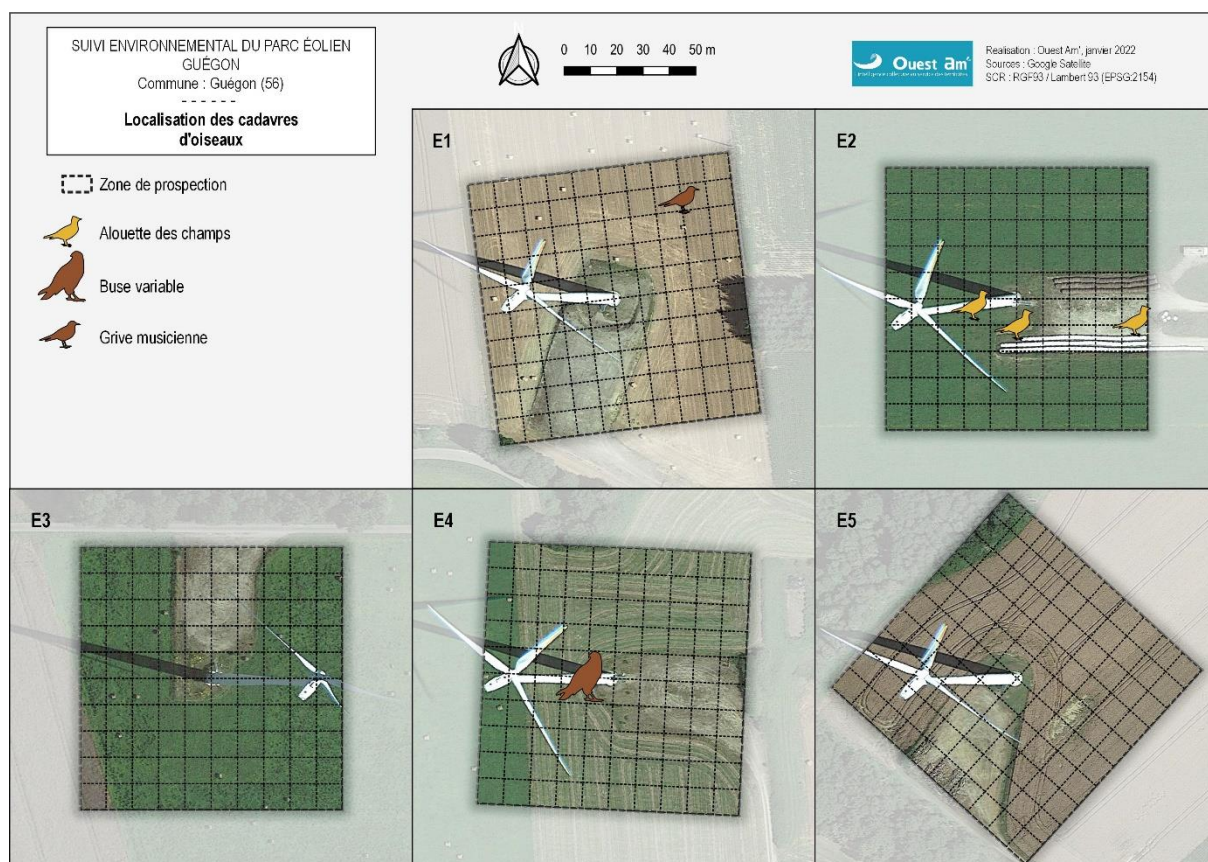 SUIVI ENVIRONNEMENTAL DU PARC ÉOLIEN
GUÉGON
Commune : Guégon (56)
- - - - - -
Localisation des cadavres
d'oiseaux
Zone de prospection
Alouette des champs
Buse variable
Grive musicienne
0 10 20 30 40 50 m
Ouest Am'
Realisation : Ouest Am', janvier 2022
Sources : Google Satellite
SCR : RGF93 / Lambert 93 (EPSG:2154)
E1
E2
E3
E4
E5